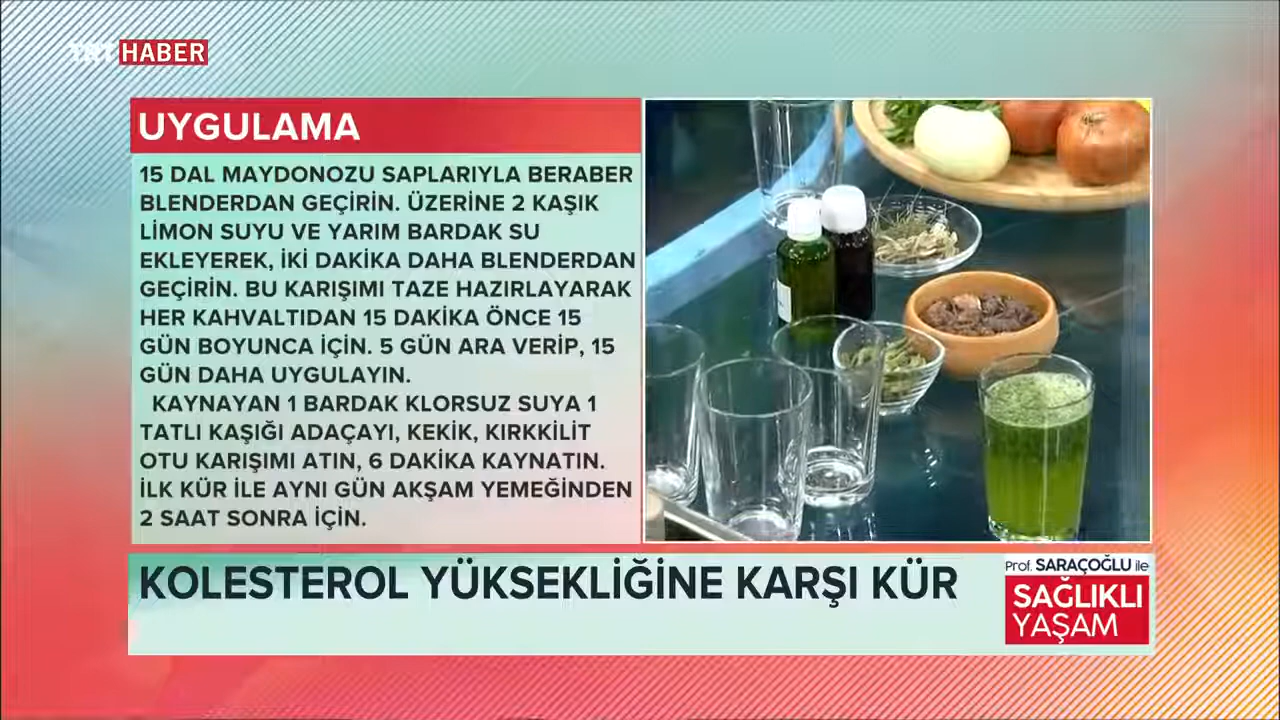 TRT HABER
UYGULAMA
15 DAL MAYDONOZU SAPLARIYLA BERABER
BLENDERDAN GEÇİRİN. ÜZERİNE 2 KAŞIK
LİMON SUYU VE YARIM BARDAK SU
EKLEYEREK, İKİ DAKİKA DAHA BLENDERDAN
GEÇİRİN. BU KARIŞIMI TAZE HAZIRLAYARAK
HER KAHVALTIDAN 15 DAKİKA ÖNCE 15
GÜN BOYUNCA İÇİN. 5 GÜN ARA VERİP, 15
GÜN DAHA UYGULAYIN.
KAYNAYAN 1 BARDAK KLORSUZ SUYA 1
TATLI KAŞIĞI ADAÇAYI, KEKİK, KIRKKİLİT
OTU KARIŞIMI ATIN, 6 DAKİKA KAYNATIN.
İLK KÜR İLE AYNI GÜN AKŞAM YEMEĞİNDEN
2 SAAT SONRA İÇİN.
KOLESTEROL YÜKSEKLİĞİNE KARŞI KÜR
Prof. SARAÇOĞLU ile
SAĞLIKLI
YAŞAM